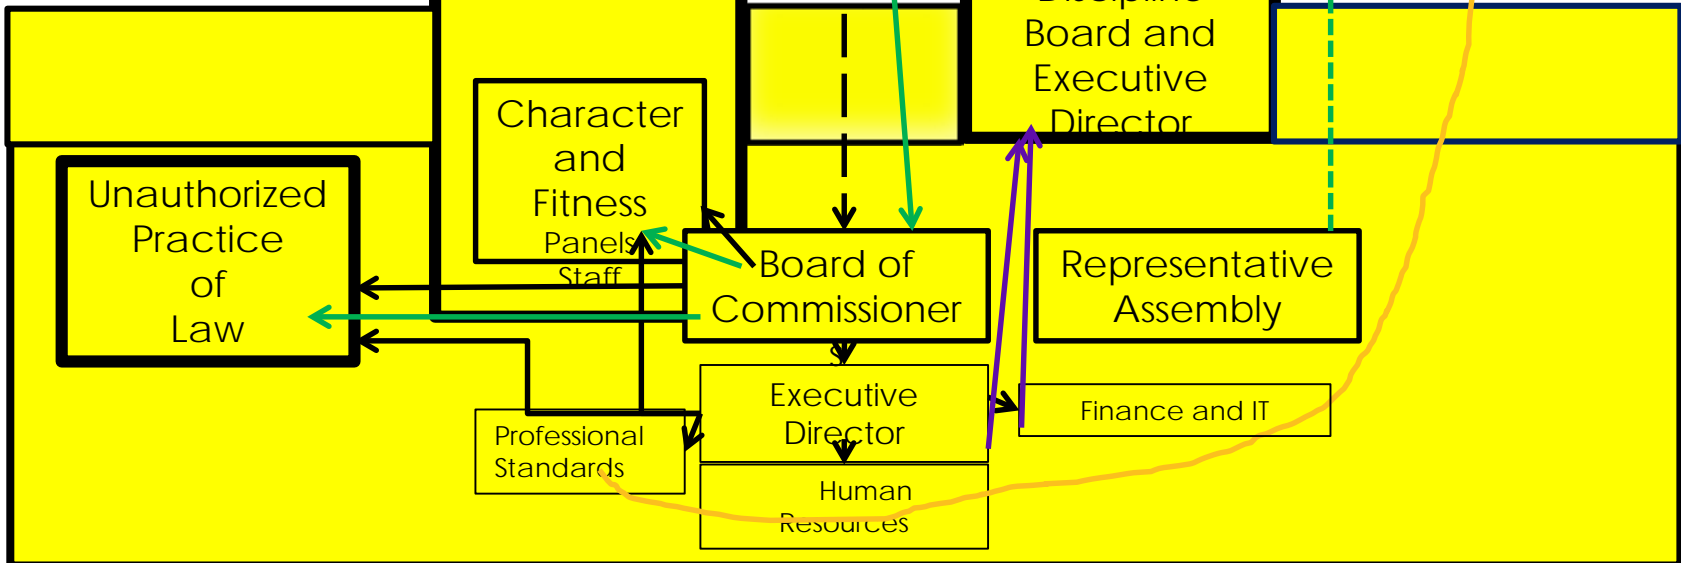 Discipline
Board and
Executive
Director
Character
and
Fitness
Panels
Staff
Unauthorized
Practice
of
Law
Board of
Commissioner
s
Representative
Assembly
Executive
Director
Finance and IT
Professional
Standards
Human
Resources